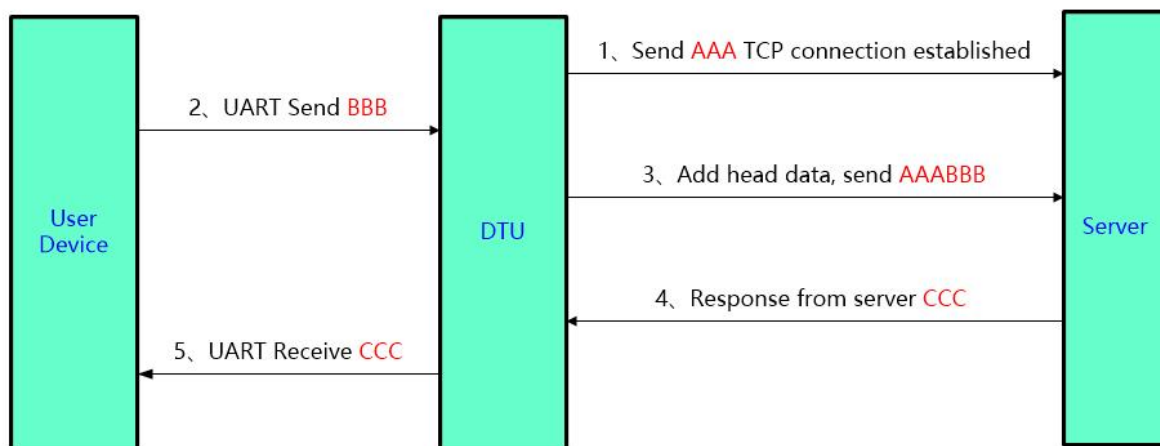 1、Send AAA TCP connection established
2、UART Send BBB
3、Add head data, send AAABBB
User
Device
DTU
Server
4、Response from server CCC
5、UART Receive CCC